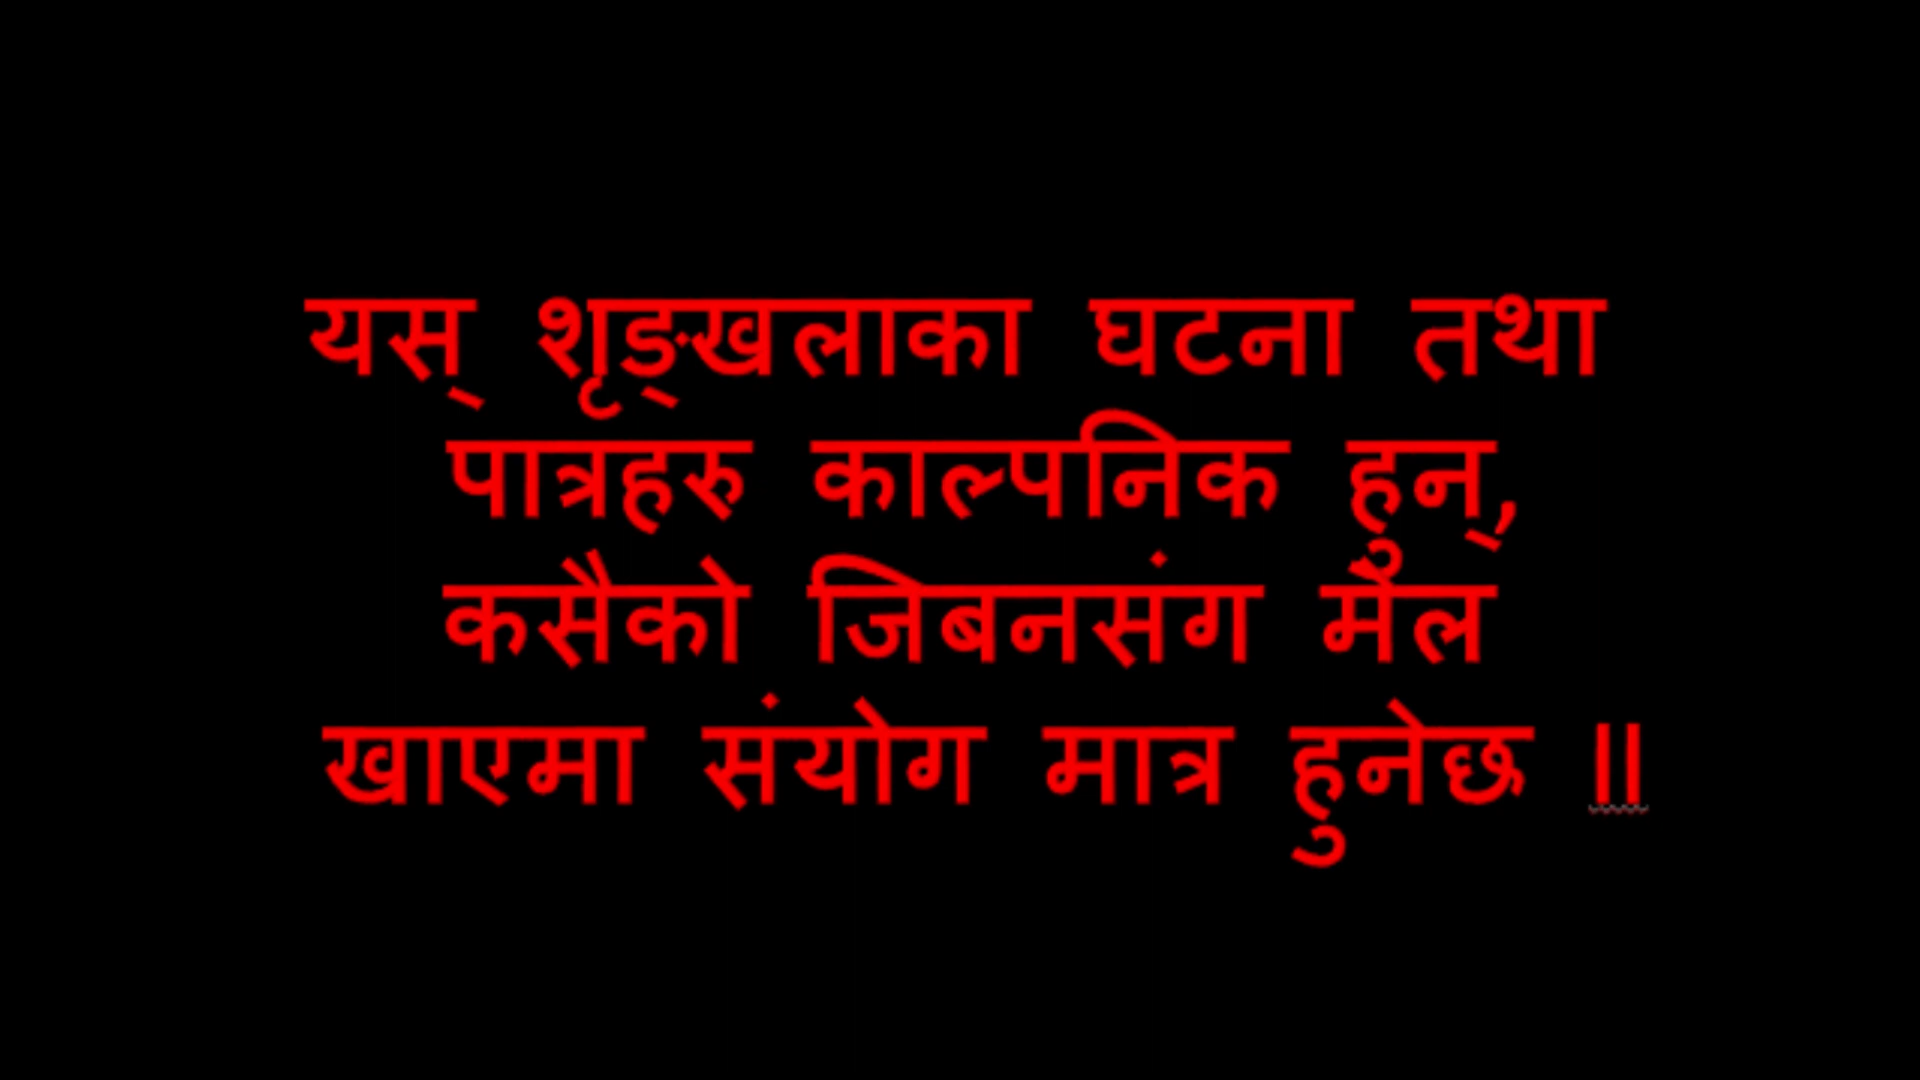 यस् शृङ्खलाका घटना तथा
पात्रहरु काल्पनिक हुन्,
कसैको जिबनसंग मेल
खाएमा संयोग मात्र हुनेछ ॥